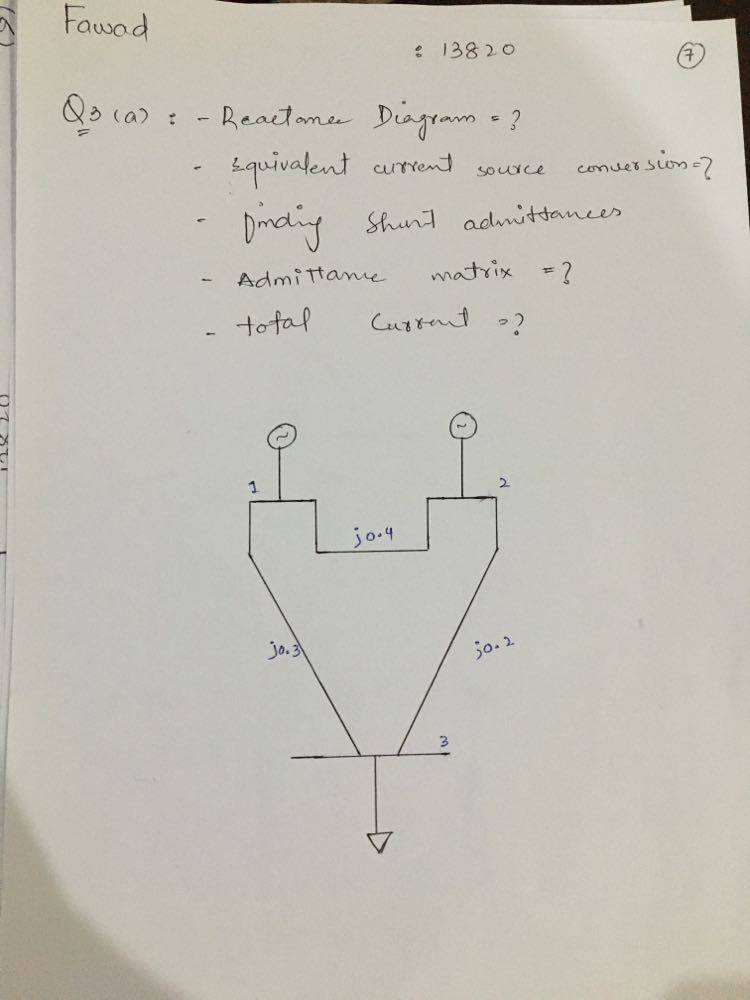 Fawad
: 13820
7
Q3 (a) : - Reactance Diagram = ?
- Equivalent current source conversion = ?
- Finding Shunt admittances
- Admittance matrix = ?
- total Current = ?
~ ~
1 2
j0.4
j0.3 j0.2
3